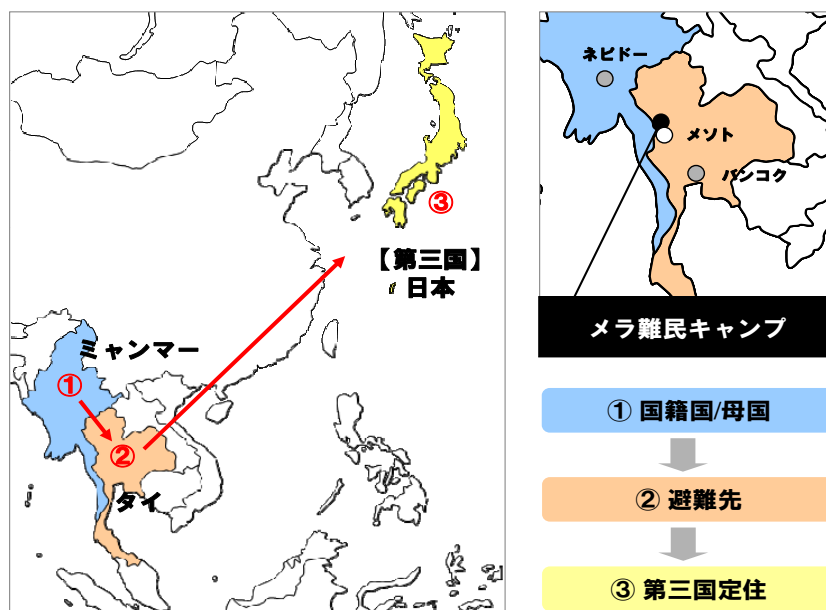 ③
【第三国】
日本
ミャンマー
①
②
タイ
ネピドー
メソト
バンコク
メラ難民キャンプ
① 国籍国/母国
② 避難先
③ 第三国定住